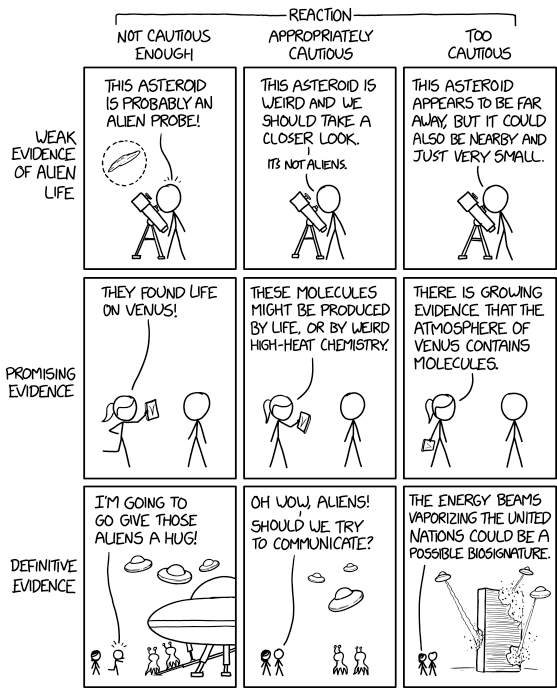 REACTION
NOT CAUTIOUS
ENOUGH
APPROPRIATELY
CAUTIOUS
TOO
CAUTIOUS
WEAK
EVIDENCE
OF ALIEN
LIFE
THIS ASTEROID
IS PROBABLY AN
ALIEN PROBE!
THIS ASTEROID IS
WEIRD AND WE
SHOULD TAKE A
CLOSER LOOK.
IT'S NOT ALIENS.
THIS ASTEROID
APPEARS TO BE FAR
AWAY, BUT IT COULD
ALSO BE NEARBY AND
JUST VERY SMALL.
PROMISING
EVIDENCE
THEY FOUND LIFE
ON VENUS!
THESE MOLECULES
MIGHT BE PRODUCED
BY LIFE, OR BY WEIRD
HIGH-HEAT CHEMISTRY.
THERE IS GROWING
EVIDENCE THAT THE
ATMOSPHERE OF
VENUS CONTAINS
MOLECULES.
DEFINITIVE
EVIDENCE
I'M GOING TO
GO GIVE THOSE
ALIENS A HUG!
OH WOW, ALIENS!
SHOULD WE TRY
TO COMMUNICATE?
THE ENERGY BEAMS
VAPORIZING THE UNITED
NATIONS COULD BE A
POSSIBLE BIOSIGNATURE.